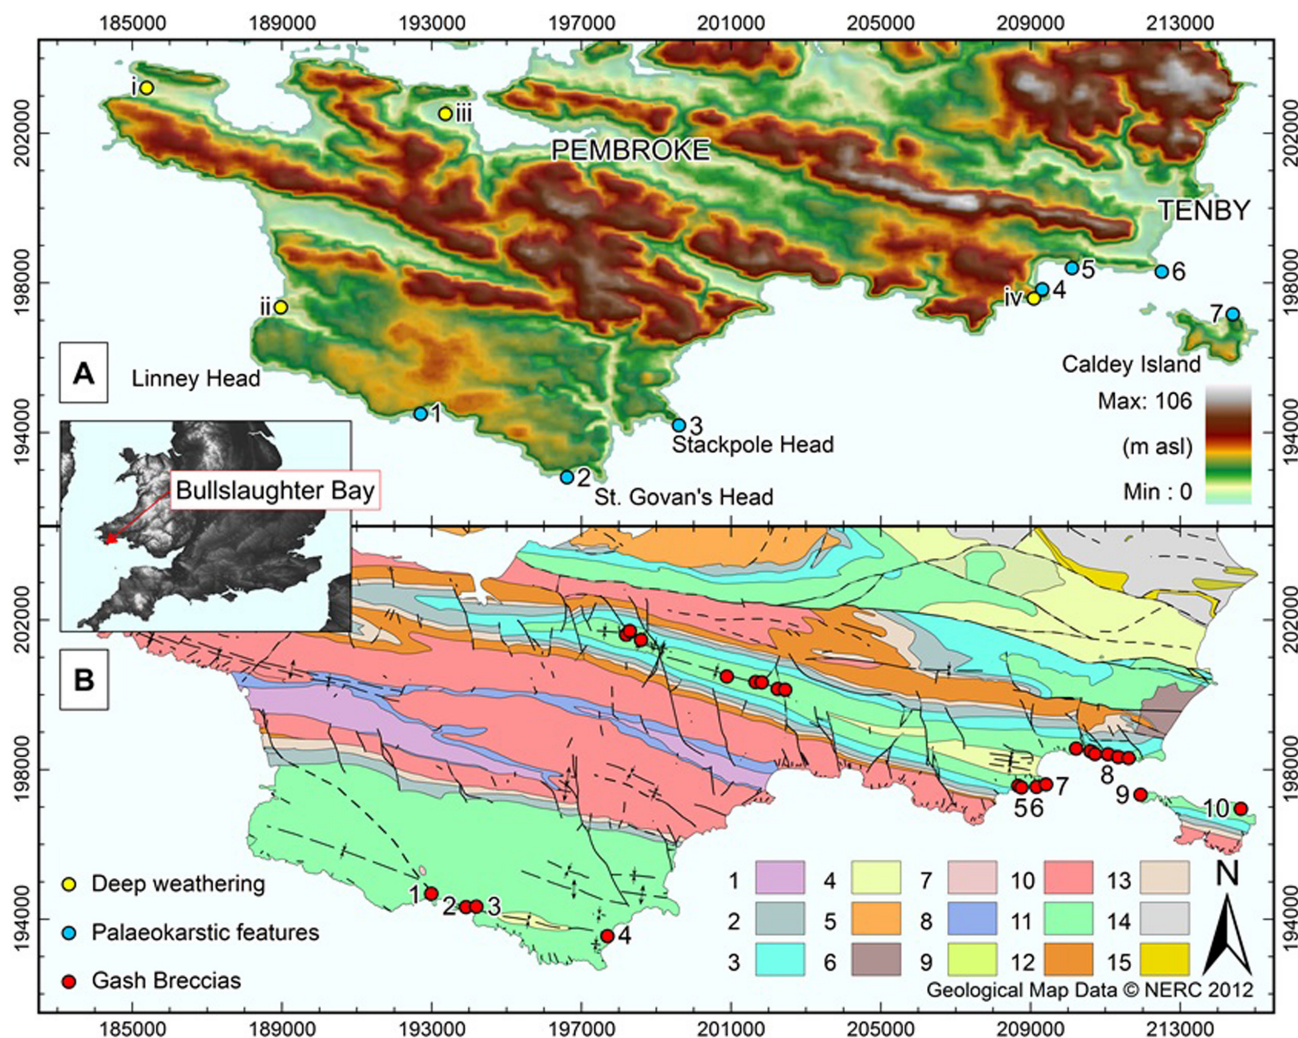 185000 189000 193000 197000 201000 205000 209000 213000
202000
198000
194000
202000
198000
194000
i
iii
PEMBROKE
TENBY
ii
iv
5
6
4
7
Caldey Island
A
Linney Head
1
3
Stackpole Head
2
St. Govan's Head
Max: 106
(m asl)
Min : 0
Bullslaughter Bay
202000
198000
194000
202000
198000
194000
B
7
8
56
9
10
1
2
3
4
Deep weathering
Palaeokarstic features
Gash Breccias
1 4 7 10 13
2 5 8 11 14
3 6 9 12 15
N
Geological Map Data © NERC 2012
185000 189000 193000 197000 201000 205000 209000 213000